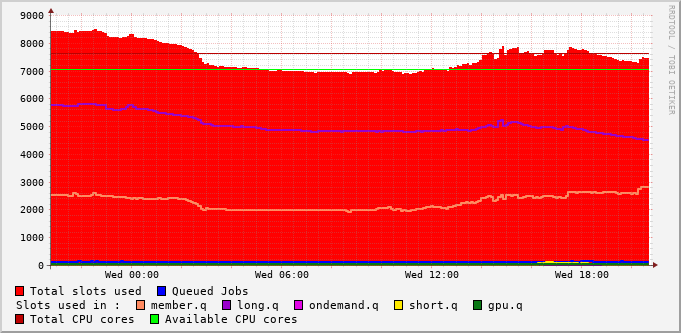 9000
8000
7000
6000
5000
4000
3000
2000
1000
0
Wed 00:00 Wed 06:00 Wed 12:00 Wed 18:00
RRDTOOL / TOBI OETIKER
Total slots used Queued Jobs
Slots used in : member.q long.q ondemand.q short.q gpu.q
Total CPU cores Available CPU cores